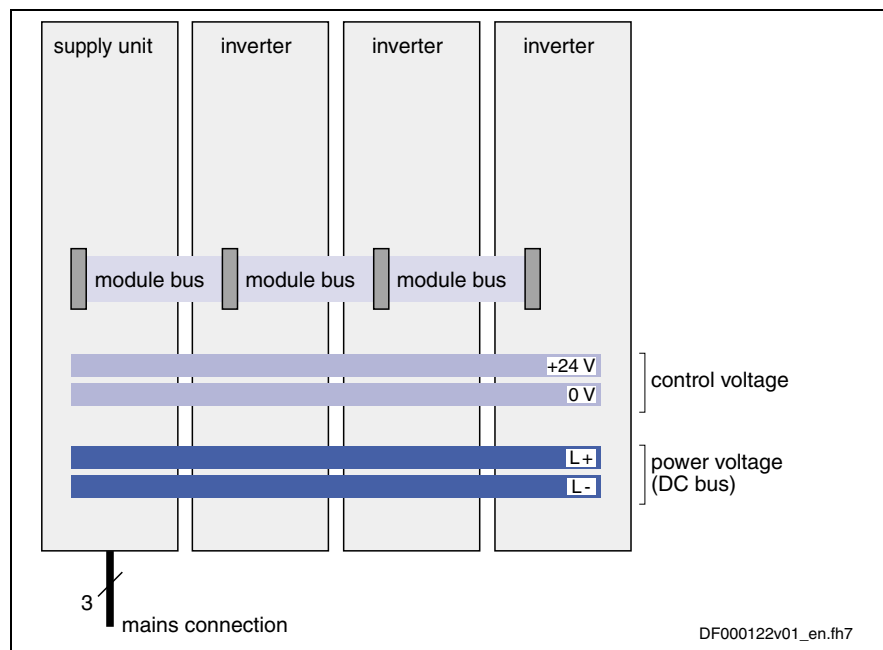 supply unit
inverter
inverter
inverter
module bus
module bus
module bus
+24 V
0 V
control voltage
L+
L-
power voltage
(DC bus)
3
mains connection
DF000122v01_en.fh7